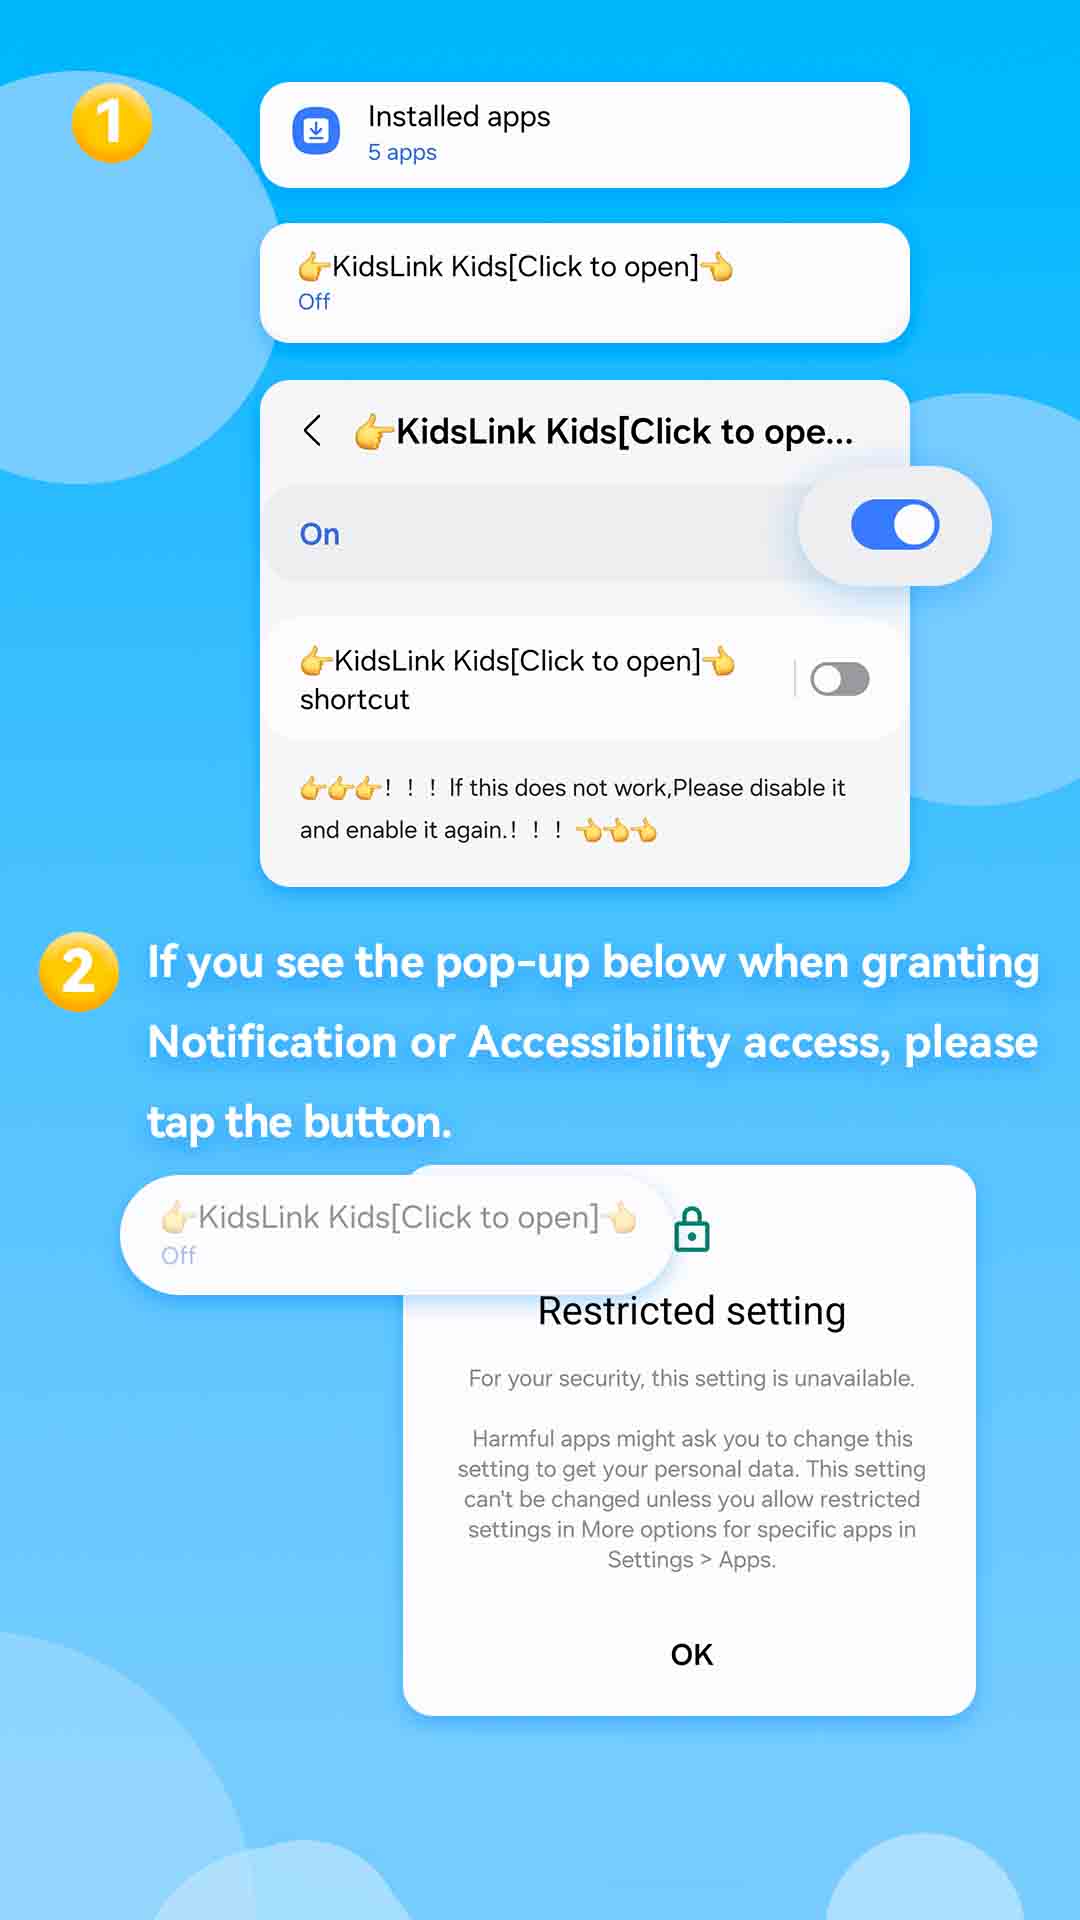 1
Installed apps
5 apps
👉KidsLink Kids[Click to open]👈
Off
👉KidsLink Kids[Click to ope...
On
👉KidsLink Kids[Click to open]👈
shortcut
👉👉👉！！！If this does not work,Please disable it
and enable it again.！！！👈👈👈
2
If you see the pop-up below when granting
Notification or Accessibility access, please
tap the button.
👉KidsLink Kids[Click to open]👈
Off
Restricted setting
For your security, this setting is unavailable.
Harmful apps might ask you to change this
setting to get your personal data. This setting
can't be changed unless you allow restricted
settings in More options for specific apps in
Settings > Apps.
OK